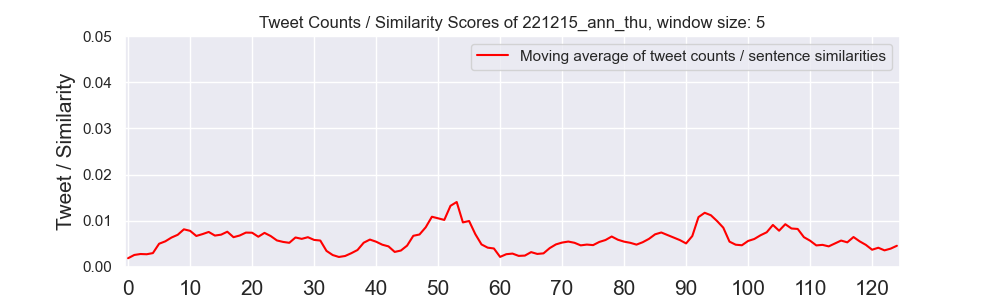 Tweet Counts / Similarity Scores of 221215_ann_thu, window size: 5
Moving average of tweet counts / sentence similarities
Tweet / Similarity
0.05
0.04
0.03
0.02
0.01
0.00
0 10 20 30 40 50 60 70 80 90 100 110 120